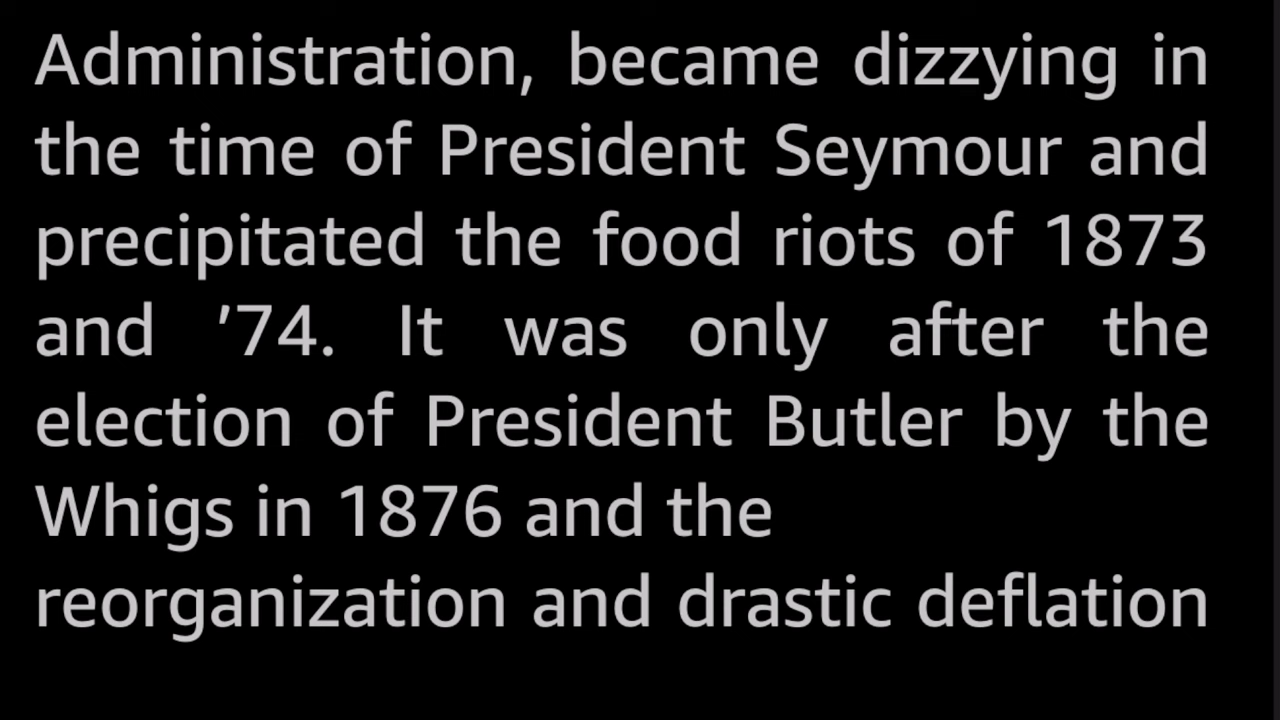 Administration, became dizzying in
the time of President Seymour and
precipitated the food riots of 1873
and ’74. It was only after the
election of President Butler by the
Whigs in 1876 and the
reorganization and drastic deflation